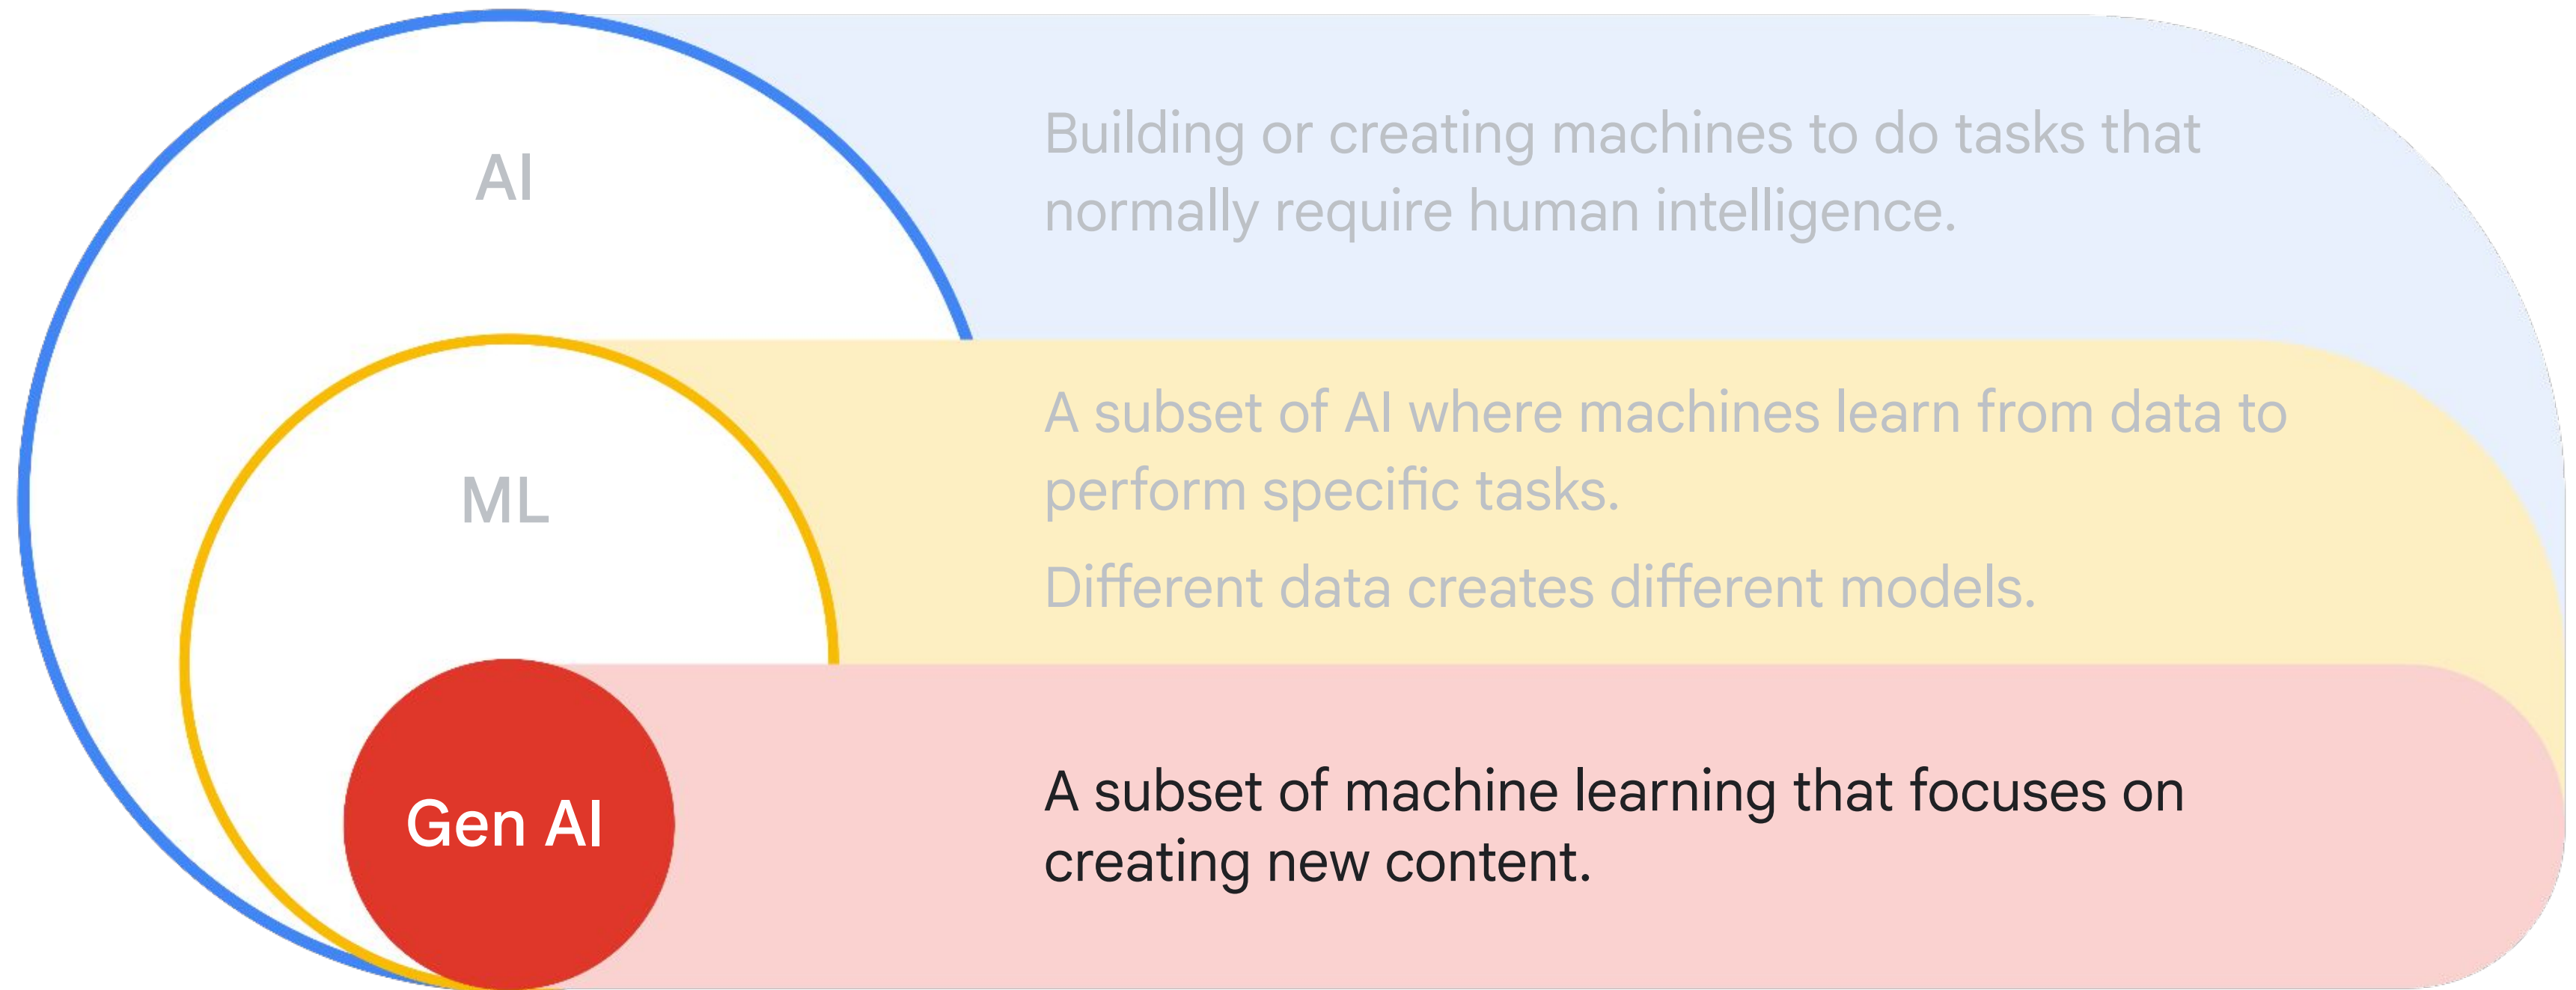 AI
Building or creating machines to do tasks that
normally require human intelligence.
ML
A subset of AI where machines learn from data to
perform specific tasks.
Different data creates different models.
Gen AI
A subset of machine learning that focuses on
creating new content.